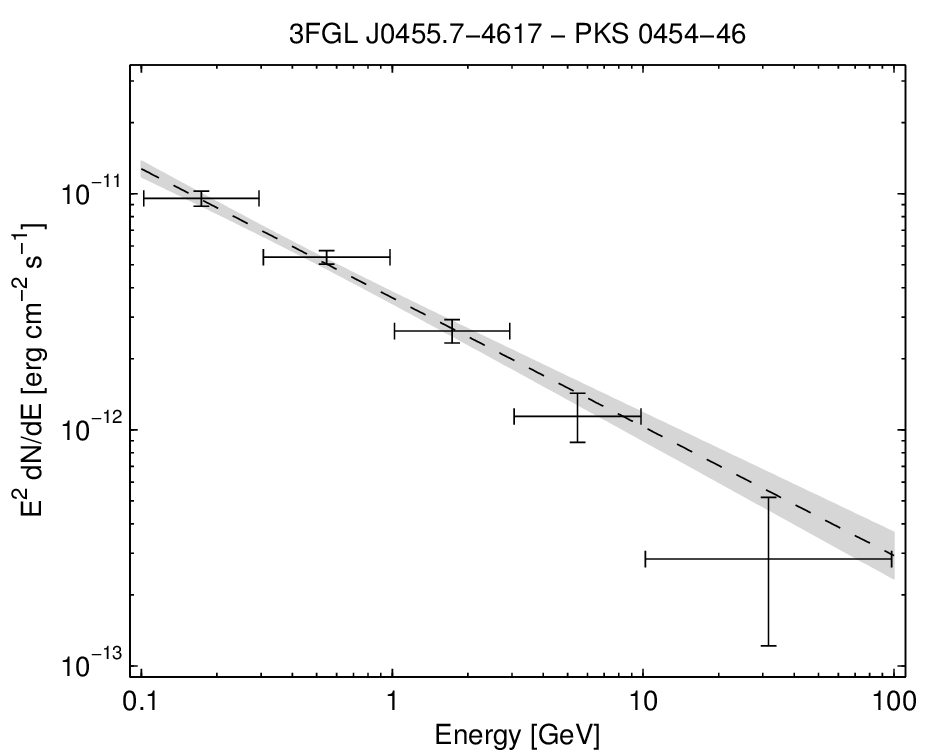 3FGL J0455.7−4617 − PKS 0454−46
E² dN/dE [erg cm⁻² s⁻¹]
10⁻¹¹
10⁻¹²
10⁻¹³
0.1 1 10 100
Energy [GeV]